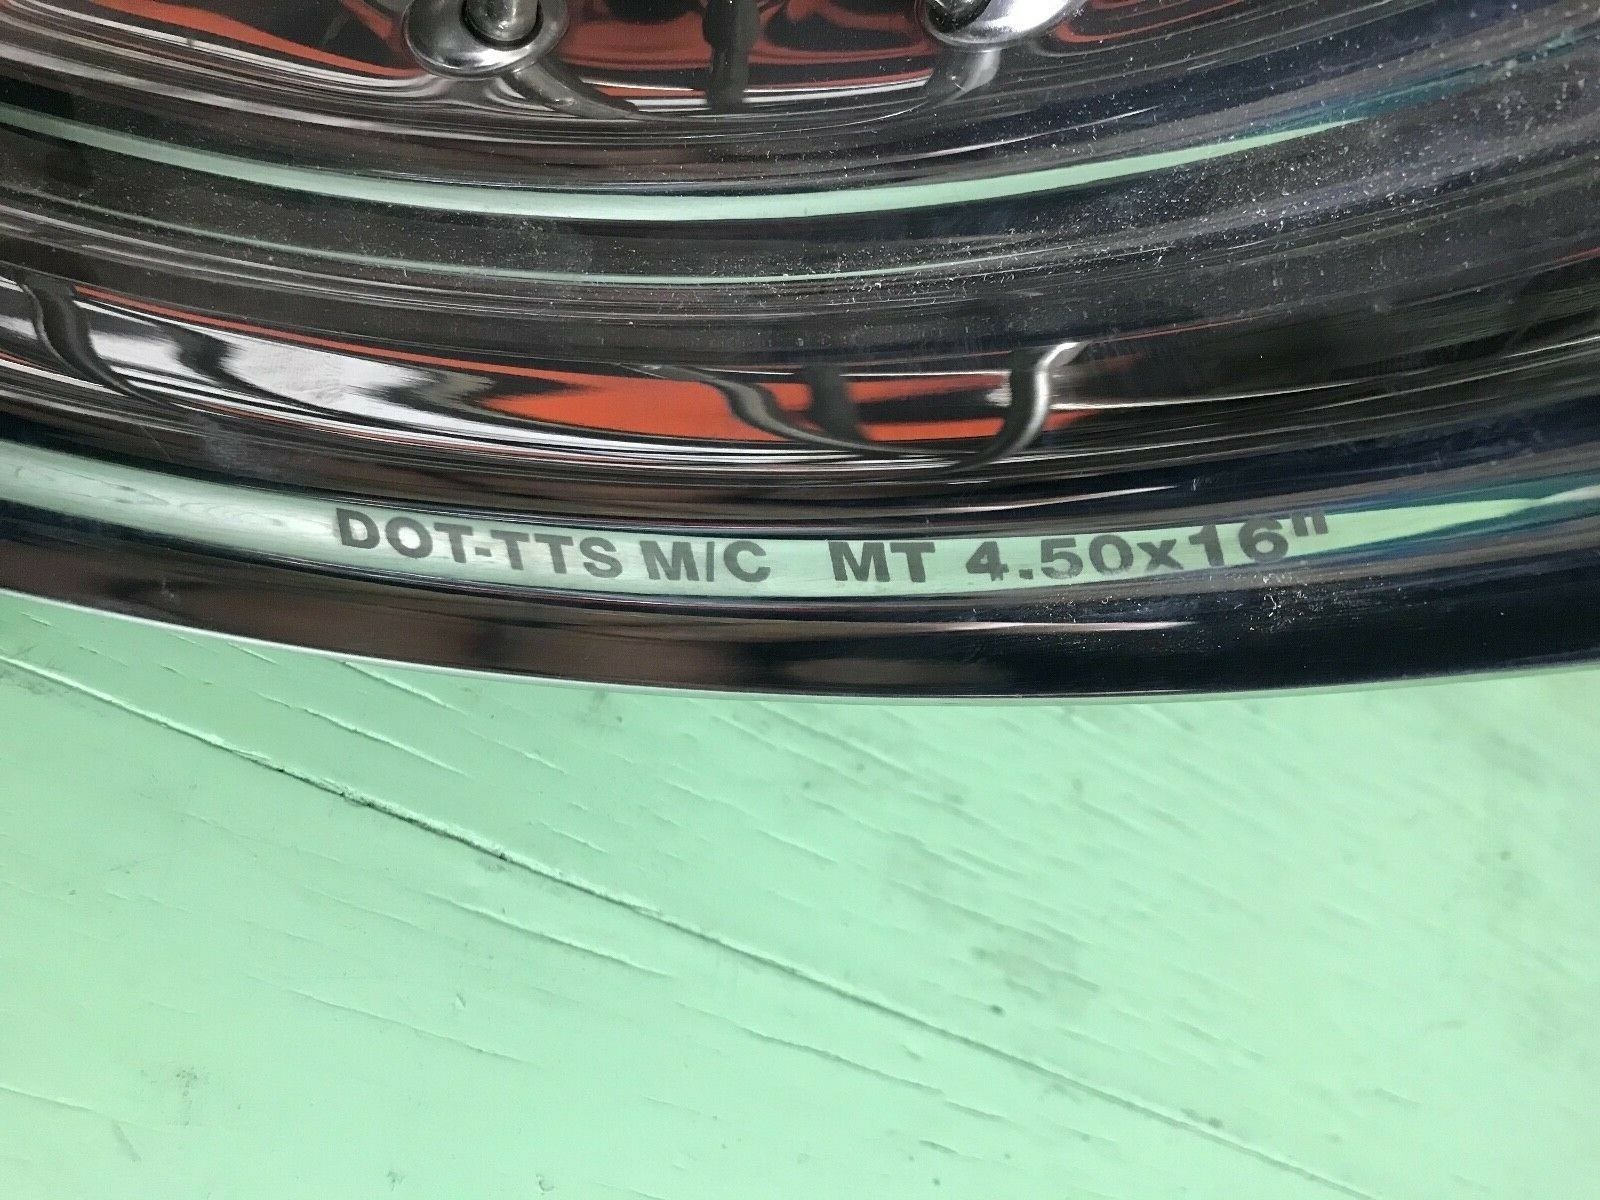 DOT-TTS M/C MT 4.50x16"